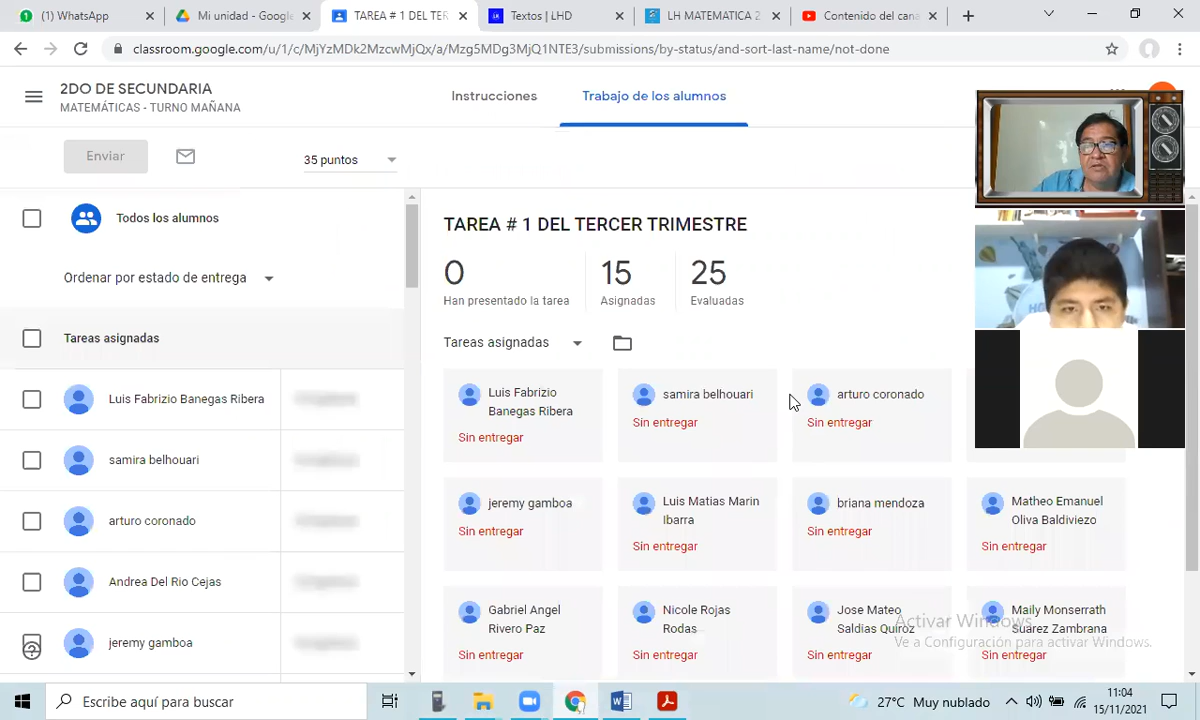 (1) WhatsApp
Mi unidad - Google
TAREA # 1 DEL TER
Textos | LHD
LH MATEMATICA 2
Contenido del cana
classroom.google.com/u/1/c/MjYzMDk2MzcwMjQx/a/Mzg5MDg3MjQ1NTE3/submissions/by-status/and-sort-last-name/not-done
2DO DE SECUNDARIA
MATEMÁTICAS - TURNO MAÑANA
Instrucciones
Trabajo de los alumnos
Enviar
35 puntos
Todos los alumnos
Ordenar por estado de entrega
Tareas asignadas
Luis Fabrizio Banegas Ribera
samira belhouari
arturo coronado
Andrea Del Rio Cejas
jeremy gamboa
TAREA # 1 DEL TERCER TRIMESTRE
0
15
25
Han presentado la tarea
Asignadas
Evaluadas
Tareas asignadas
Luis Fabrizio
Banegas Ribera
Sin entregar
samira belhouari
Sin entregar
arturo coronado
Sin entregar
jeremy gamboa
Sin entregar
Luis Matias Marin
Ibarra
Sin entregar
briana mendoza
Sin entregar
Matheo Emanuel
Oliva Baldiviezo
Sin entregar
Gabriel Angel
Rivero Paz
Sin entregar
Nicole Rojas
Rodas
Sin entregar
Jose Mateo
Saldias Quiroz
Sin entregar
Maily Monserrath
Suarez Zambrana
Sin entregar
Activar Windows
Ve a Configuración para activar Windows.
Escribe aquí para buscar
27°C Muy nublado
11:04
15/11/2021